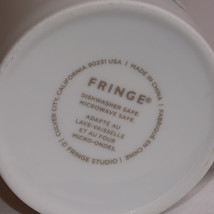 FRINGE®
DISHWASHER SAFE
MICROWAVE SAFE
ADAPTÉ AU
LAVE-VAISSELLE
ET AU FOUR
MICRO-ONDES.
© FRINGE STUDIO | CULVER CITY, CALIFORNIA 90231 USA | MADE IN CHINA | FABRIQUÉ EN CHINE |